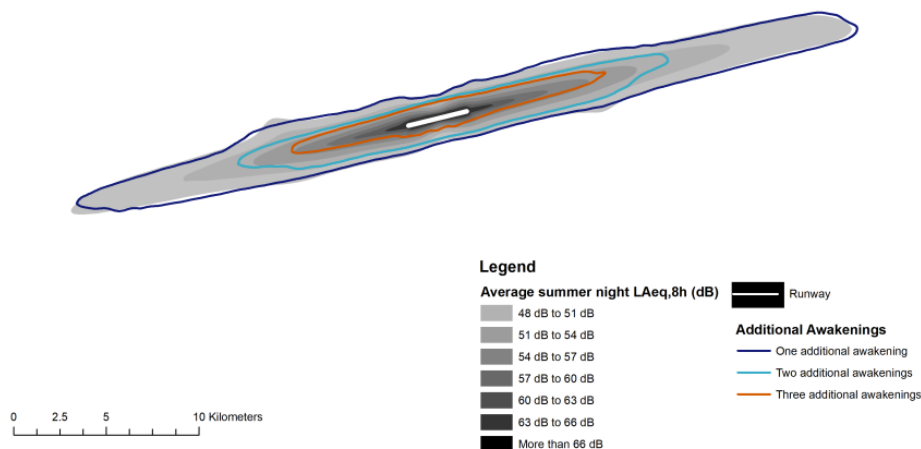 Legend
Average summer night LAeq,8h (dB)
48 dB to 51 dB
51 dB to 54 dB
54 dB to 57 dB
57 dB to 60 dB
60 dB to 63 dB
63 dB to 66 dB
More than 66 dB
Runway
Additional Awakenings
One additional awakening
Two additional awakenings
Three additional awakenings
0 2.5 5 10 Kilometers